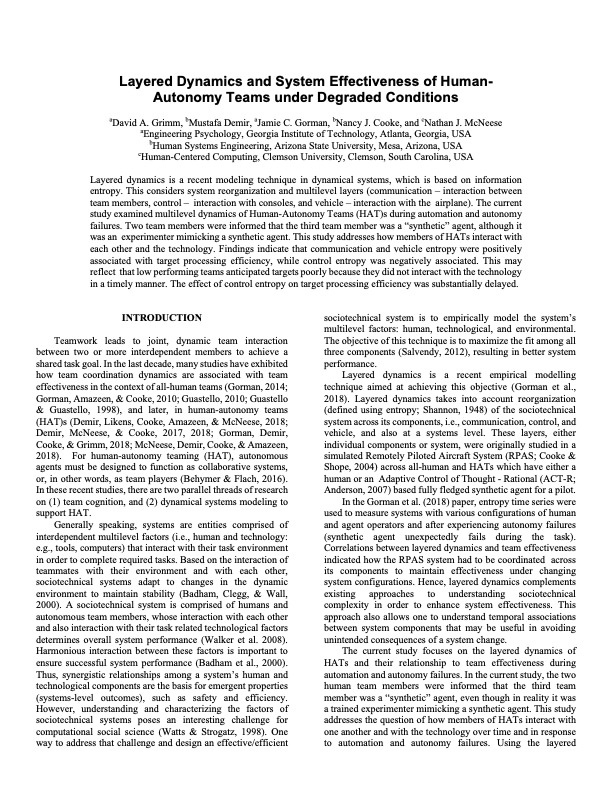 Layered Dynamics and System Effectiveness of Human-
Autonomy Teams under Degraded Conditions
aDavid A. Grimm, bMustafa Demir, aJamie C. Gorman, bNancy J. Cooke, and cNathan J. McNeese
aEngineering Psychology, Georgia Institute of Technology, Atlanta, Georgia, USA
bHuman Systems Engineering, Arizona State University, Mesa, Arizona, USA
cHuman-Centered Computing, Clemson University, Clemson, South Carolina, USA
Layered dynamics is a recent modeling technique in dynamical systems, which is based on information
entropy. This considers system reorganization and multilevel layers (communication – interaction between
team members, control – interaction with consoles, and vehicle – interaction with the airplane). The current
study examined multilevel dynamics of Human-Autonomy Teams (HAT)s during automation and autonomy
failures. Two team members were informed that the third team member was a “synthetic” agent, although it
was an experimenter mimicking a synthetic agent. This study addresses how members of HATs interact with
each other and the technology. Findings indicate that communication and vehicle entropy were positively
associated with target processing efficiency, while control entropy was negatively associated. This may
reflect that low performing teams anticipated targets poorly because they did not interact with the technology
in a timely manner. The effect of control entropy on target processing efficiency was substantially delayed.
INTRODUCTION
Teamwork leads to joint, dynamic team interaction
between two or more interdependent members to achieve a
shared task goal. In the last decade, many studies have exhibited
how team coordination dynamics are associated with team
effectiveness in the context of all-human teams (Gorman, 2014;
Gorman, Amazeen, & Cooke, 2010; Guastello, 2010; Guastello
& Guastello, 1998), and later, in human-autonomy teams
(HAT)s (Demir, Likens, Cooke, Amazeen, & McNeese, 2018;
Demir, McNeese, & Cooke, 2017, 2018; Gorman, Demir,
Cooke, & Grimm, 2018; McNeese, Demir, Cooke, & Amazeen,
2018). For human-autonomy teaming (HAT), autonomous
agents must be designed to function as collaborative systems,
or, in other words, as team players (Behymer & Flach, 2016).
In these recent studies, there are two parallel threads of research
on (1) team cognition, and (2) dynamical systems modeling to
support HAT.
Generally speaking, systems are entities comprised of
interdependent multilevel factors (i.e., human and technology:
e.g., tools, computers) that interact with their task environment
in order to complete required tasks. Based on the interaction of
teammates with their environment and with each other,
sociotechnical systems adapt to changes in the dynamic
environment to maintain stability (Badham, Clegg, & Wall,
2000). A sociotechnical system is comprised of humans and
autonomous team members, whose interaction with each other
and also interaction with their task related technological factors
determines overall system performance (Walker et al. 2008).
Harmonious interaction between these factors is important to
ensure successful system performance (Badham et al., 2000).
Thus, synergistic relationships among a system’s human and
technological components are the basis for emergent properties
(systems-level outcomes), such as safety and efficiency.
However, understanding and characterizing the factors of
sociotechnical systems poses an interesting challenge for
computational social science (Watts & Strogatz, 1998). One
way to address that challenge and design an effective/efficient
sociotechnical system is to empirically model the system’s
multilevel factors: human, technological, and environmental.
The objective of this technique is to maximize the fit among all
three components (Salvendy, 2012), resulting in better system
performance.
Layered dynamics is a recent empirical modelling
technique aimed at achieving this objective (Gorman et al.,
2018). Layered dynamics takes into account reorganization
(defined using entropy; Shannon, 1948) of the sociotechnical
system across its components, i.e., communication, control, and
vehicle, and also at a systems level. These layers, either
individual components or system, were originally studied in a
simulated Remotely Piloted Aircraft System (RPAS; Cooke &
Shope, 2004) across all-human and HATs which have either a
human or an Adaptive Control of Thought - Rational (ACT-R;
Anderson, 2007) based fully fledged synthetic agent for a pilot.
In the Gorman et al. (2018) paper, entropy time series were
used to measure systems with various configurations of human
and agent operators and after experiencing autonomy failures
(synthetic agent unexpectedly fails during the task).
Correlations between layered dynamics and team effectiveness
indicated how the RPAS system had to be coordinated across
its components to maintain effectiveness under changing
system configurations. Hence, layered dynamics complements
existing approaches to understanding sociotechnical
complexity in order to enhance system effectiveness. This
approach also allows one to understand temporal associations
between system components that may be useful in avoiding
unintended consequences of a system change.
The current study focuses on the layered dynamics of
HATs and their relationship to team effectiveness during
automation and autonomy failures. In the current study, the two
human team members were informed that the third team
member was a “synthetic” agent, even though in reality it was
a trained experimenter mimicking a synthetic agent. This study
addresses the question of how members of HATs interact with
one another and with the technology over time and in response
to automation and autonomy failures. Using the layered